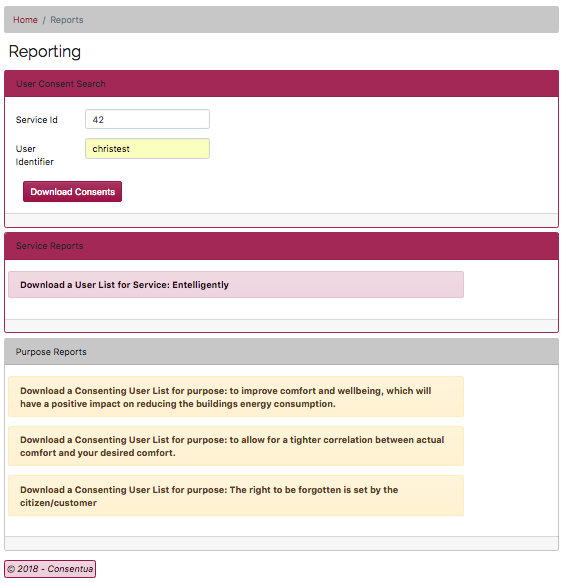 Home / Reports
Reporting
User Consent Search
Service Id 42
User
Identifier christest
Download Consents
Service Reports
Download a User List for Service: Entelligently
Purpose Reports
Download a Consenting User List for purpose: to improve comfort and wellbeing, which will
have a positive impact on reducing the buildings energy consumption.
Download a Consenting User List for purpose: to allow for a tighter correlation between actual
comfort and your desired comfort.
Download a Consenting User List for purpose: The right to be forgotten is set by the
citizen/customer
© 2018 - Consentua